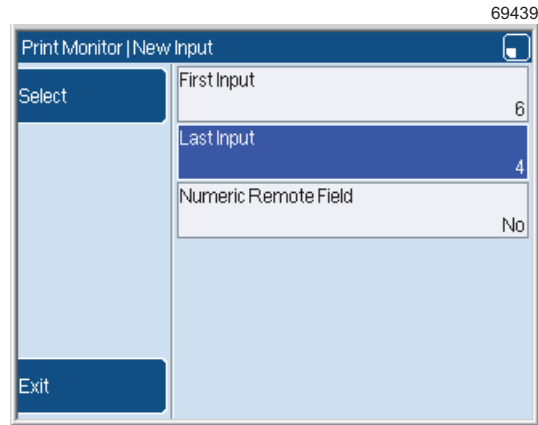 69439
Print Monitor | New Input
Select
First Input
6
Last Input
4
Numeric Remote Field
No
Exit